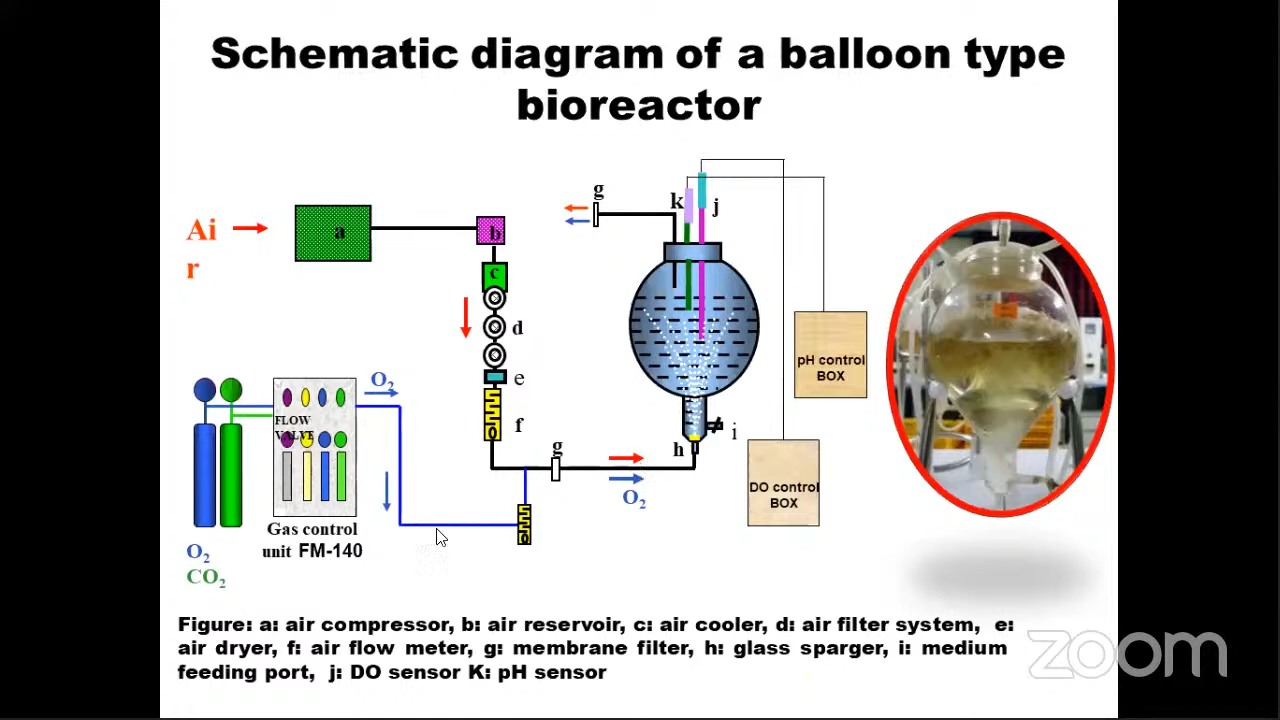 Schematic diagram of a balloon type
bioreactor
g
k
j
Ai
r
a
b
c
d
pH control
BOX
O2
e
FLOW
VALVE
f
i
g
h
DO control
BOX
O2
Gas control
unit FM-140
O2
CO2
Figure: a: air compressor, b: air reservoir, c: air cooler, d: air filter system, e:
air dryer, f: air flow meter, g: membrane filter, h: glass sparger, i: medium
feeding port, j: DO sensor K: pH sensor
zoom